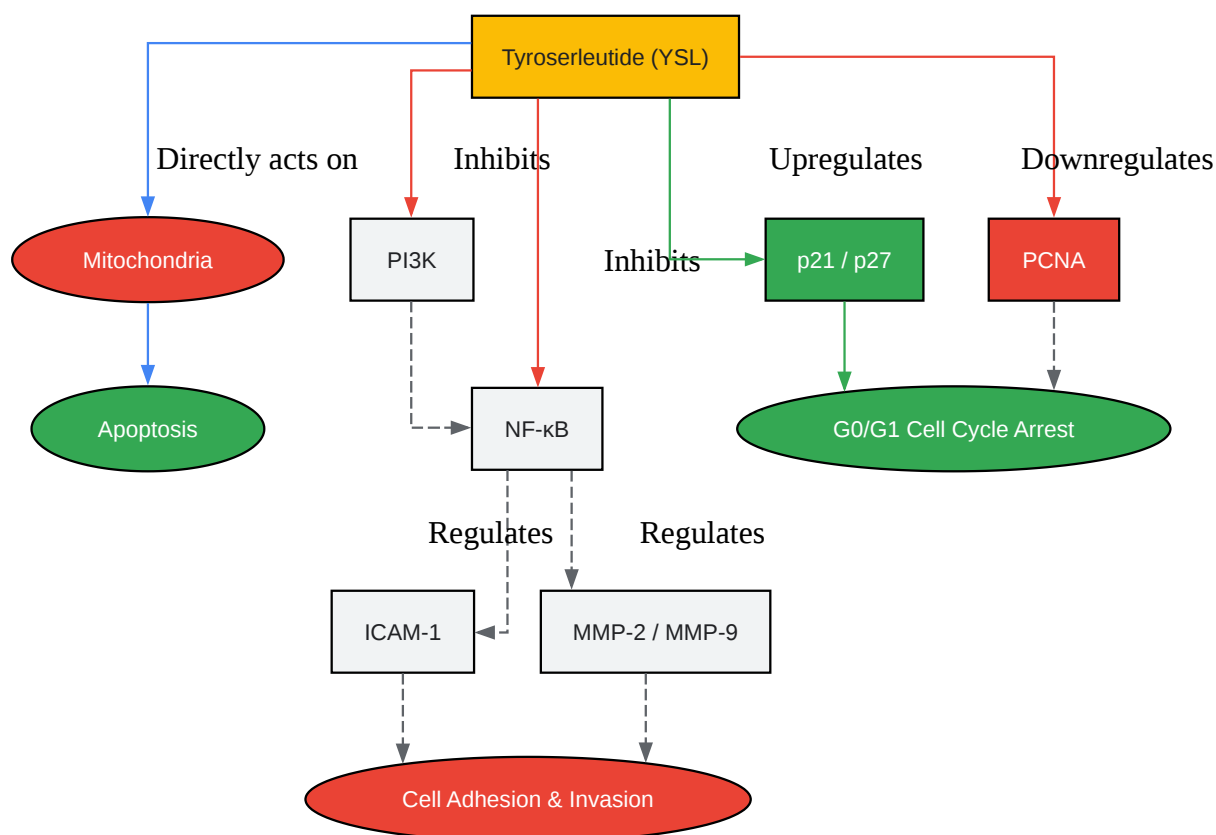 Tyroserleutide (YSL)
Directly acts on
Inhibits
Upregulates
Downregulates
Mitochondria
PI3K
Inhibits
p21 / p27
PCNA
Apoptosis
NF-κB
G0/G1 Cell Cycle Arrest
Regulates
Regulates
ICAM-1
MMP-2 / MMP-9
Cell Adhesion & Invasion